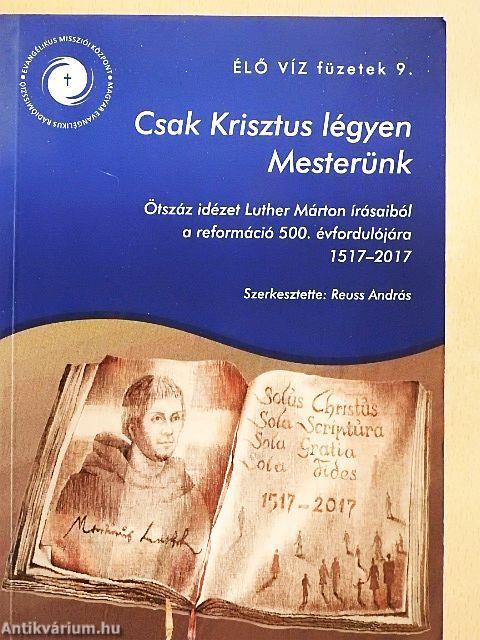 EVANGÉLIKUS MISSZIÓI KÖZPONT • MAGYAR EVANGÉLIKUS RÁDIÓMISSZIÓ •
ÉLŐ VÍZ füzetek 9.
Csak Krisztus légyen
Mesterünk
Ötszáz idézet Luther Márton írásaiból
a reformáció 500. évfordulójára
1517–2017
Szerkesztette: Reuss András
Solus Christus
Sola Scriptura
Sola Gratia
Sola Fides
1517–2017
Antikvárium.hu